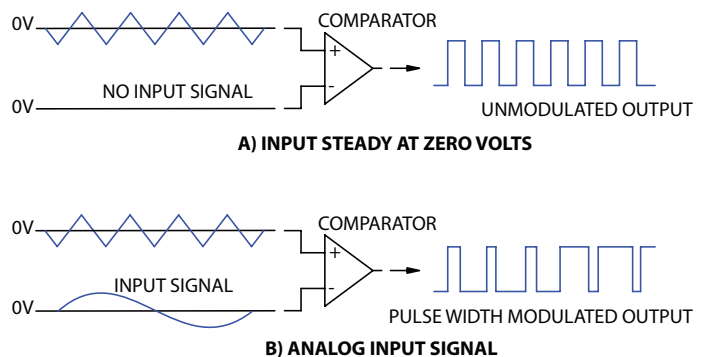 0V
COMPARATOR
+
NO INPUT SIGNAL
-
0V
UNMODULATED OUTPUT
A) INPUT STEADY AT ZERO VOLTS
0V
COMPARATOR
+
INPUT SIGNAL
-
0V
PULSE WIDTH MODULATED OUTPUT
B) ANALOG INPUT SIGNAL